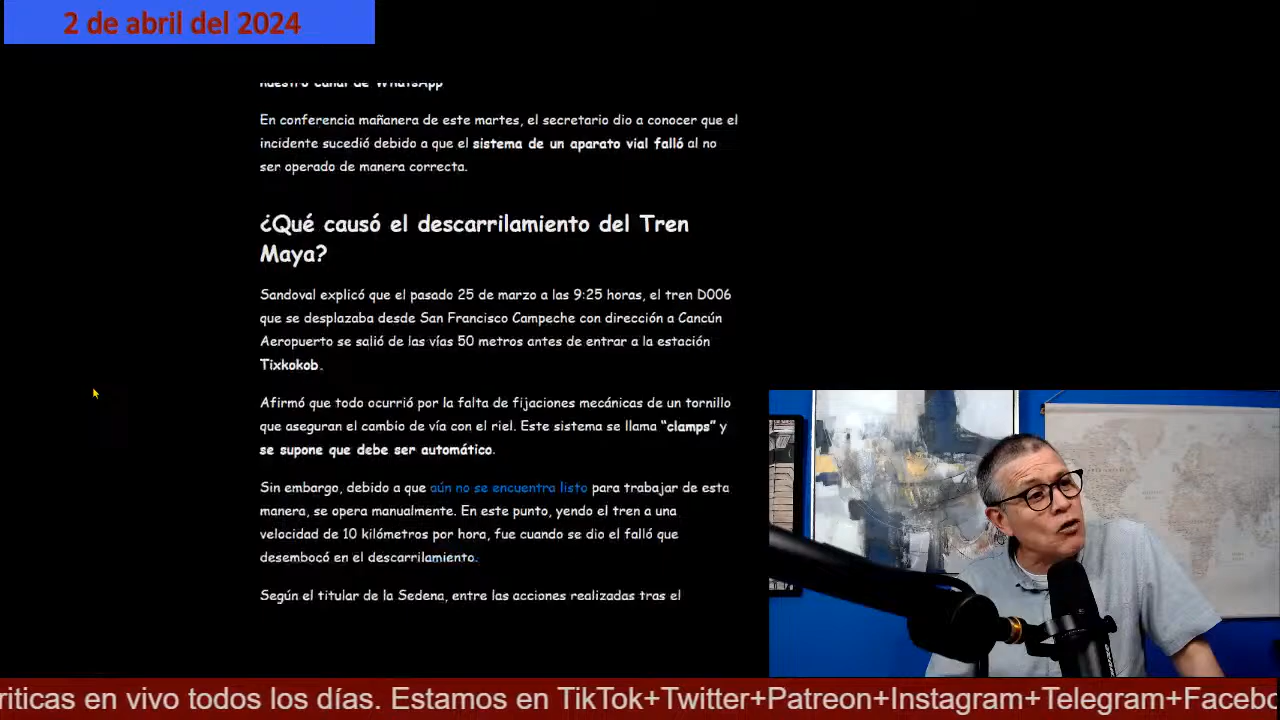 2 de abril del 2024
nuestro canal de WhatsApp
En conferencia mañanera de este martes, el secretario dio a conocer que el
incidente sucedió debido a que el sistema de un aparato vial falló al no
ser operado de manera correcta.
¿Qué causó el descarrilamiento del Tren
Maya?
Sandoval explicó que el pasado 25 de marzo a las 9:25 horas, el tren D006
que se desplazaba desde San Francisco Campeche con dirección a Cancún
Aeropuerto se salió de las vías 50 metros antes de entrar a la estación
Tixkokob.
Afirmó que todo ocurrió por la falta de fijaciones mecánicas de un tornillo
que aseguran el cambio de vía con el riel. Este sistema se llama “clamps” y
se supone que debe ser automático.
Sin embargo, debido a que aún no se encuentra listo para trabajar de esta
manera, se opera manualmente. En este punto, yendo el tren a una
velocidad de 10 kilómetros por hora, fue cuando se dio el falló que
desembocó en el descarrilamiento.
Según el titular de la Sedena, entre las acciones realizadas tras el
riticas en vivo todos los días. Estamos en TikTok+Twitter+Patreon+Instagram+Telegram+Facebo